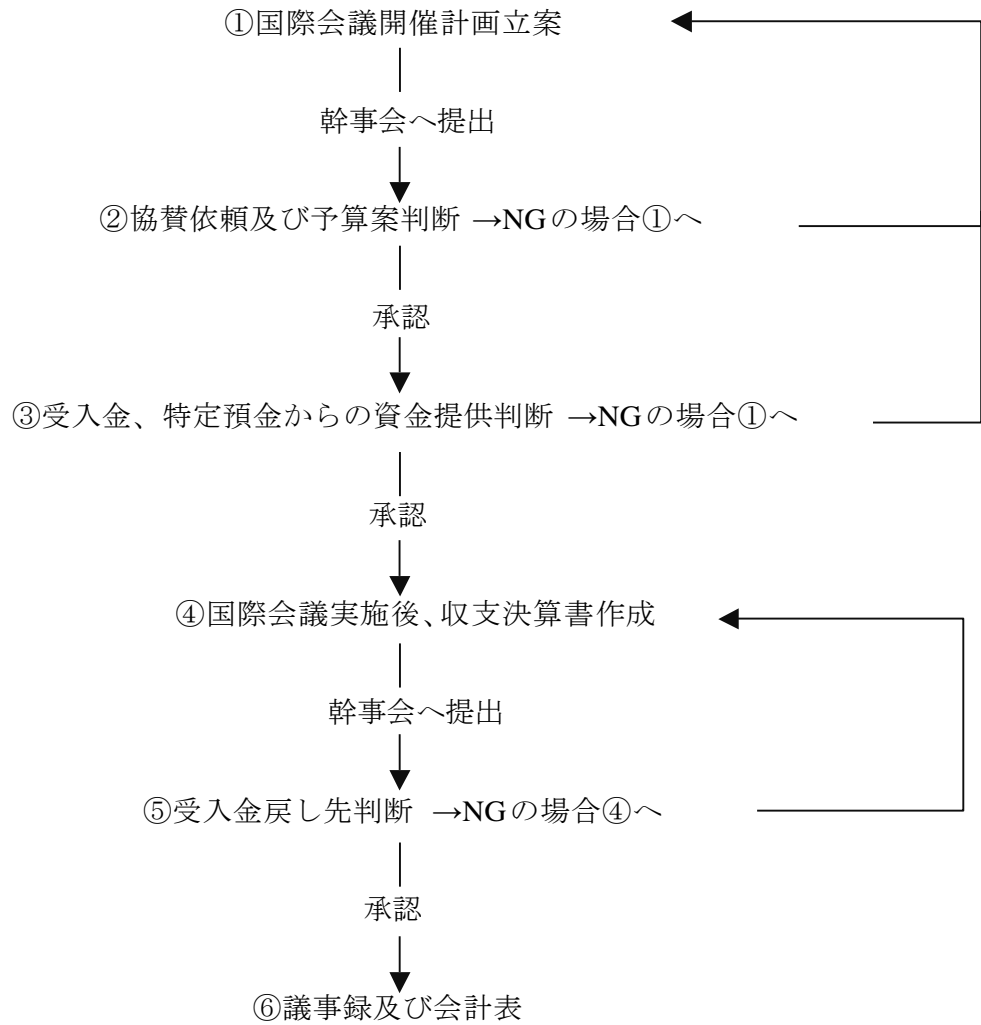 ①国際会議開催計画立案
幹事会へ提出
②協賛依頼及び予算案判断 →NGの場合①へ
承認
③受入金、特定預金からの資金提供判断 →NGの場合①へ
承認
④国際会議実施後、収支決算書作成
幹事会へ提出
⑤受入金戻し先判断 →NGの場合④へ
承認
⑥議事録及び会計表